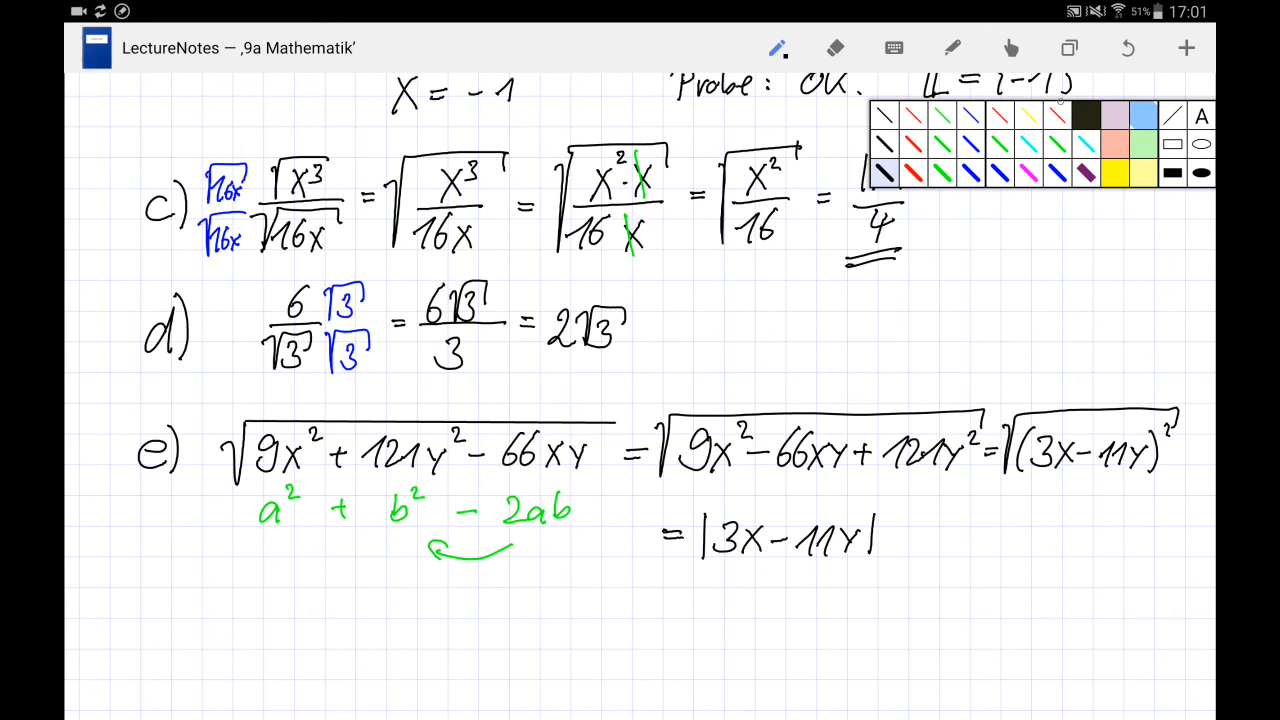 51% 17:01
LectureNotes — ‚9a Mathematik’
x = -1 Probe: OK. L = {-1}
A
c) √16x/√16x √x³/√16x = √(x³/16x) = √(x²·x/16x) = √(x²/16) = /4
d) 6/√3 √3/√3 = 6√3/3 = 2√3
e) √(9x² + 121y² - 66xy) = √(9x² - 66xy + 121y²) = √((3x - 11y)²)
a² + b² - 2ab
= |3x - 11y|